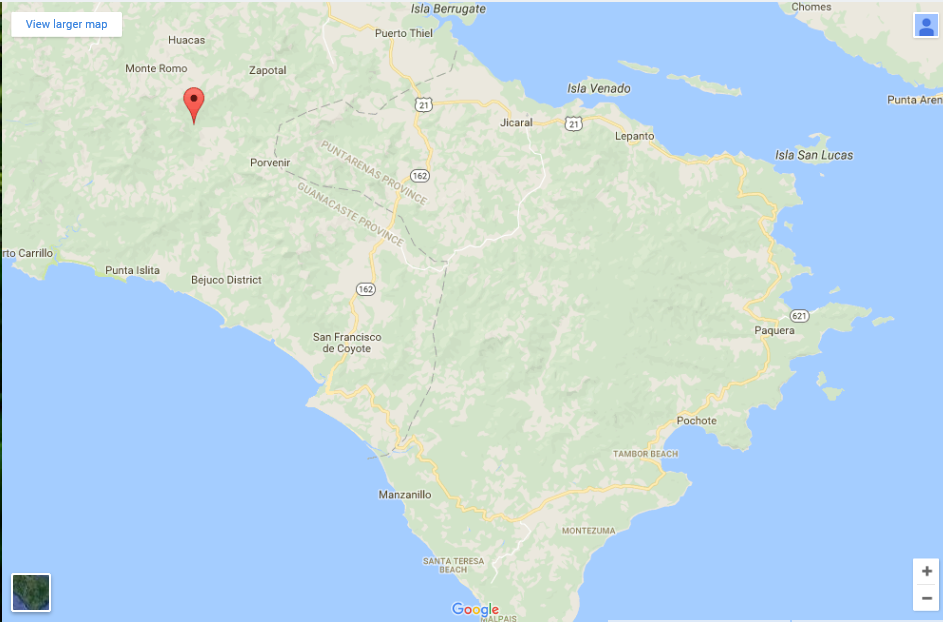 Isla Berrugate
Chomes
View larger map
Puerto Thiel
Huacas
Monte Romo
Zapotal
Isla Venado
Punta Aren
21
Jicaral
21
Lepanto
Isla San Lucas
Porvenir
PUNTARENAS PROVINCE
162
GUANACASTE PROVINCE
rto Carrillo
Punta Islita
Bejuco District
162
621
Paquera
San Francisco
de Coyote
Pochote
TAMBOR BEACH
Manzanillo
MONTEZUMA
SANTA TERESA
BEACH
+
−
Google
MALPAIS